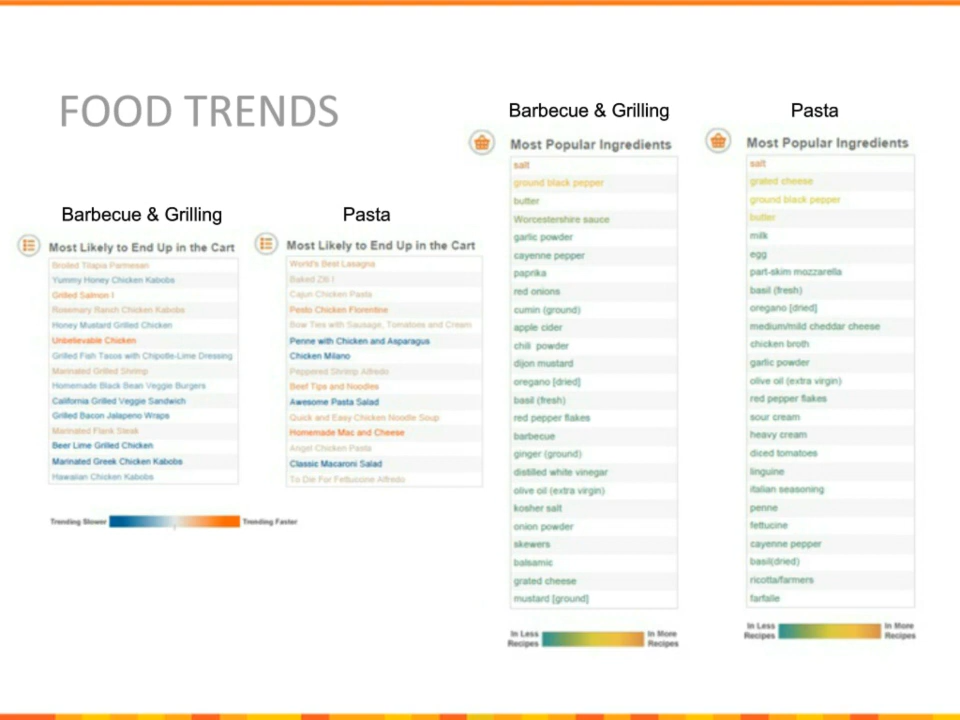 FOOD TRENDS
Barbecue & Grilling
Most Likely to End Up in the Cart
Broiled Tilapia Parmesan
Yummy Honey Chicken Kabobs
Grilled Salmon I
Rosemary Ranch Chicken Kabobs
Honey Mustard Grilled Chicken
Unbelievable Chicken
Grilled Fish Tacos with Chipotle-Lime Dressing
Marinated Grilled Shrimp
Homemade Black Bean Veggie Burgers
California Grilled Veggie Sandwich
Grilled Bacon Jalapeno Wraps
Marinated Flank Steak
Beer Lime Grilled Chicken
Marinated Greek Chicken Kabobs
Hawaiian Chicken Kabobs
Pasta
Most Likely to End Up in the Cart
World's Best Lasagna
Baked Ziti I
Cajun Chicken Pasta
Pesto Chicken Florentine
Bow Ties with Sausage, Tomatoes and Cream
Penne with Chicken and Asparagus
Chicken Milano
Peppered Shrimp Alfredo
Beef Tips and Noodles
Awesome Pasta Salad
Quick and Easy Chicken Noodle Soup
Homemade Mac and Cheese
Angel Chicken Pasta
Classic Macaroni Salad
To Die For Fettuccine Alfredo
Trending Slower
Trending Faster
Barbecue & Grilling
Most Popular Ingredients
salt
ground black pepper
butter
Worcestershire sauce
garlic powder
cayenne pepper
paprika
red onions
cumin (ground)
apple cider
chili powder
dijon mustard
oregano [dried]
basil (fresh)
red pepper flakes
barbecue
ginger (ground)
distilled white vinegar
olive oil (extra virgin)
kosher salt
onion powder
skewers
balsamic
grated cheese
mustard [ground]
In Less Recipes
In More Recipes
Pasta
Most Popular Ingredients
salt
grated cheese
ground black pepper
butter
milk
egg
part-skim mozzarella
basil (fresh)
oregano [dried]
medium/mild cheddar cheese
chicken broth
garlic powder
olive oil (extra virgin)
red pepper flakes
sour cream
heavy cream
diced tomatoes
linguine
italian seasoning
penne
fettucine
cayenne pepper
basil(dried)
ricotta/farmers
farfalle
In Less Recipes
In More Recipes